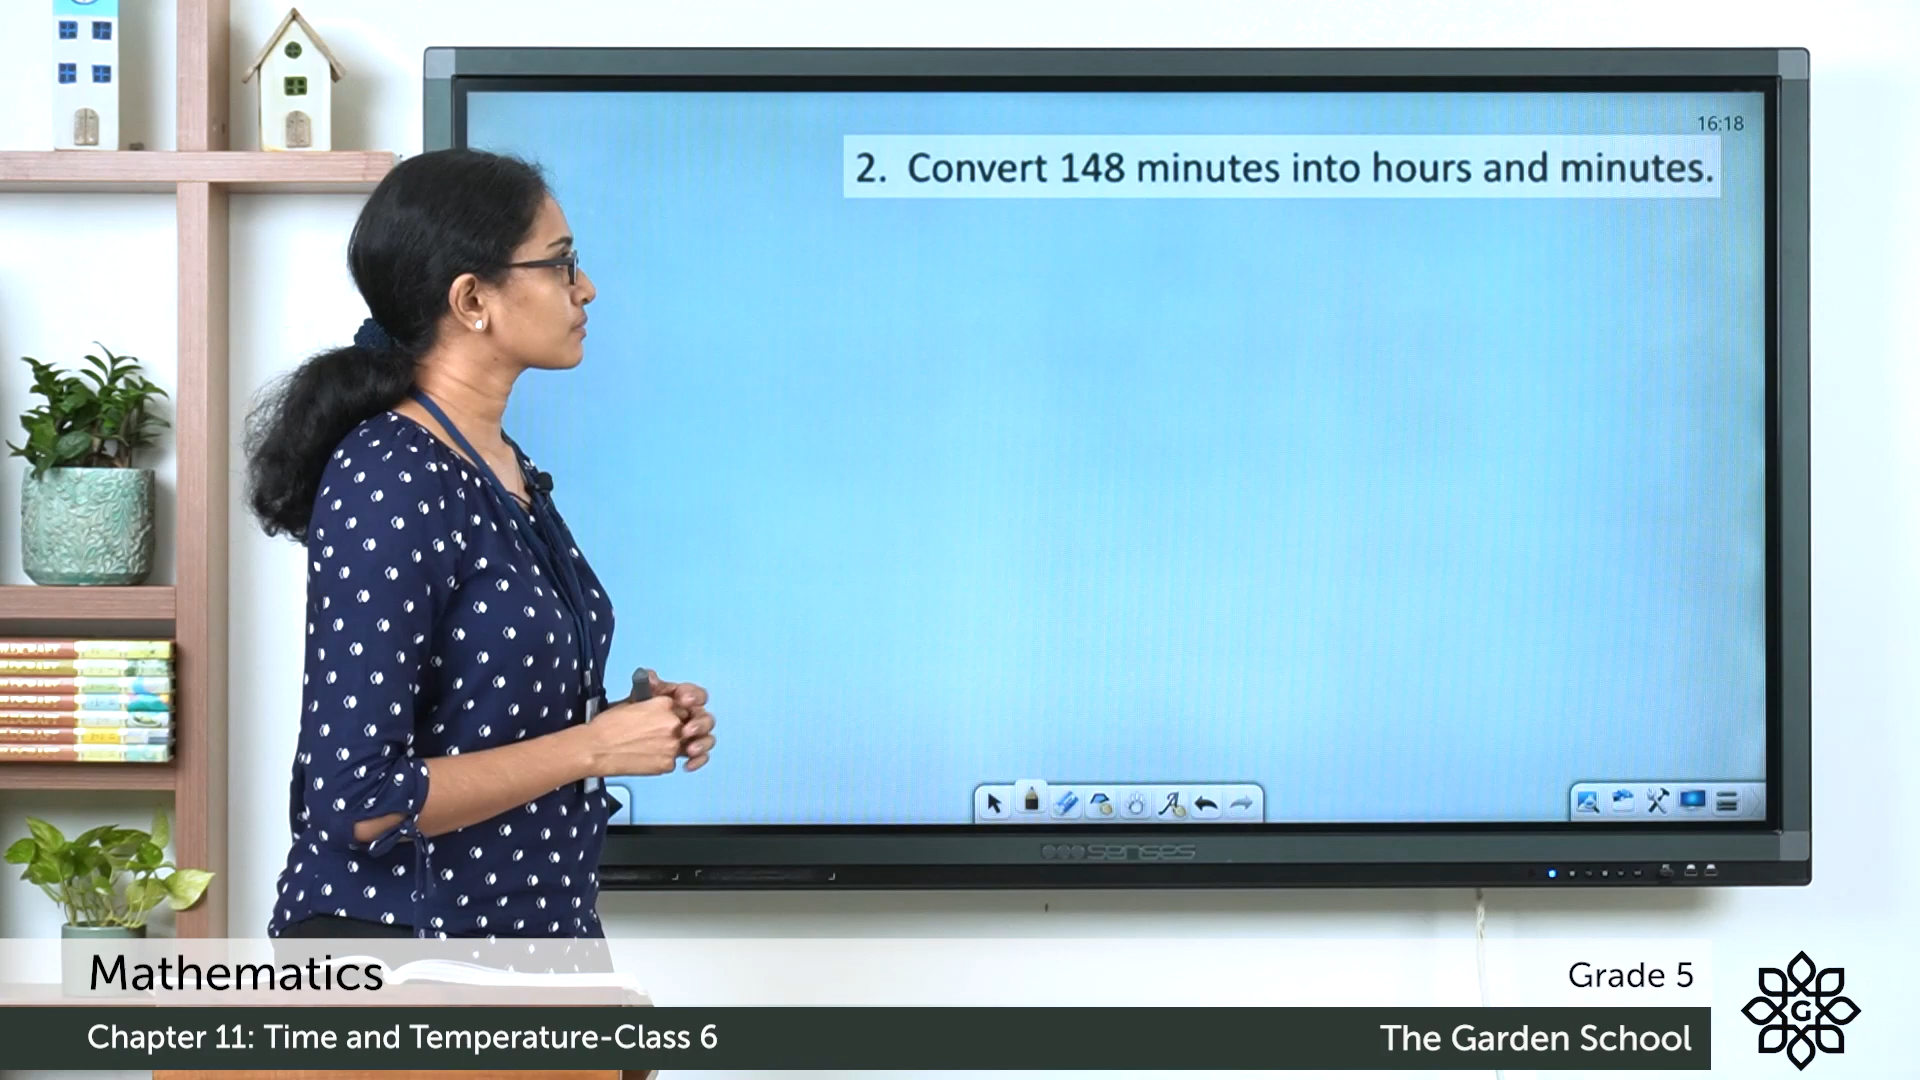 16:18
2. Convert 148 minutes into hours and minutes.
senses
Mathematics
Grade 5
Chapter 11: Time and Temperature-Class 6
The Garden School
G